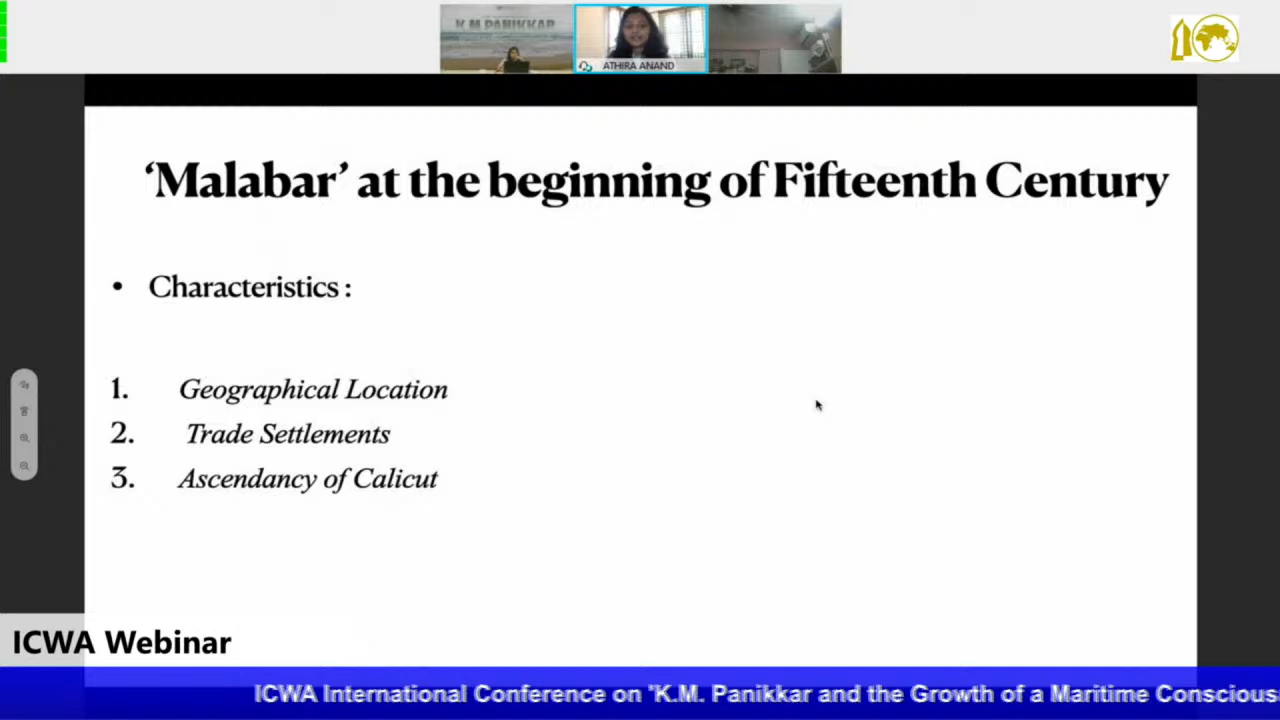 K M PANIKKAR
ATHIRA ANAND
10
‘Malabar’ at the beginning of Fifteenth Century
• Characteristics :
1. Geographical Location
2. Trade Settlements
3. Ascendancy of Calicut
ICWA Webinar
ICWA International Conference on "K.M. Panikkar and the Growth of a Maritime Conscious